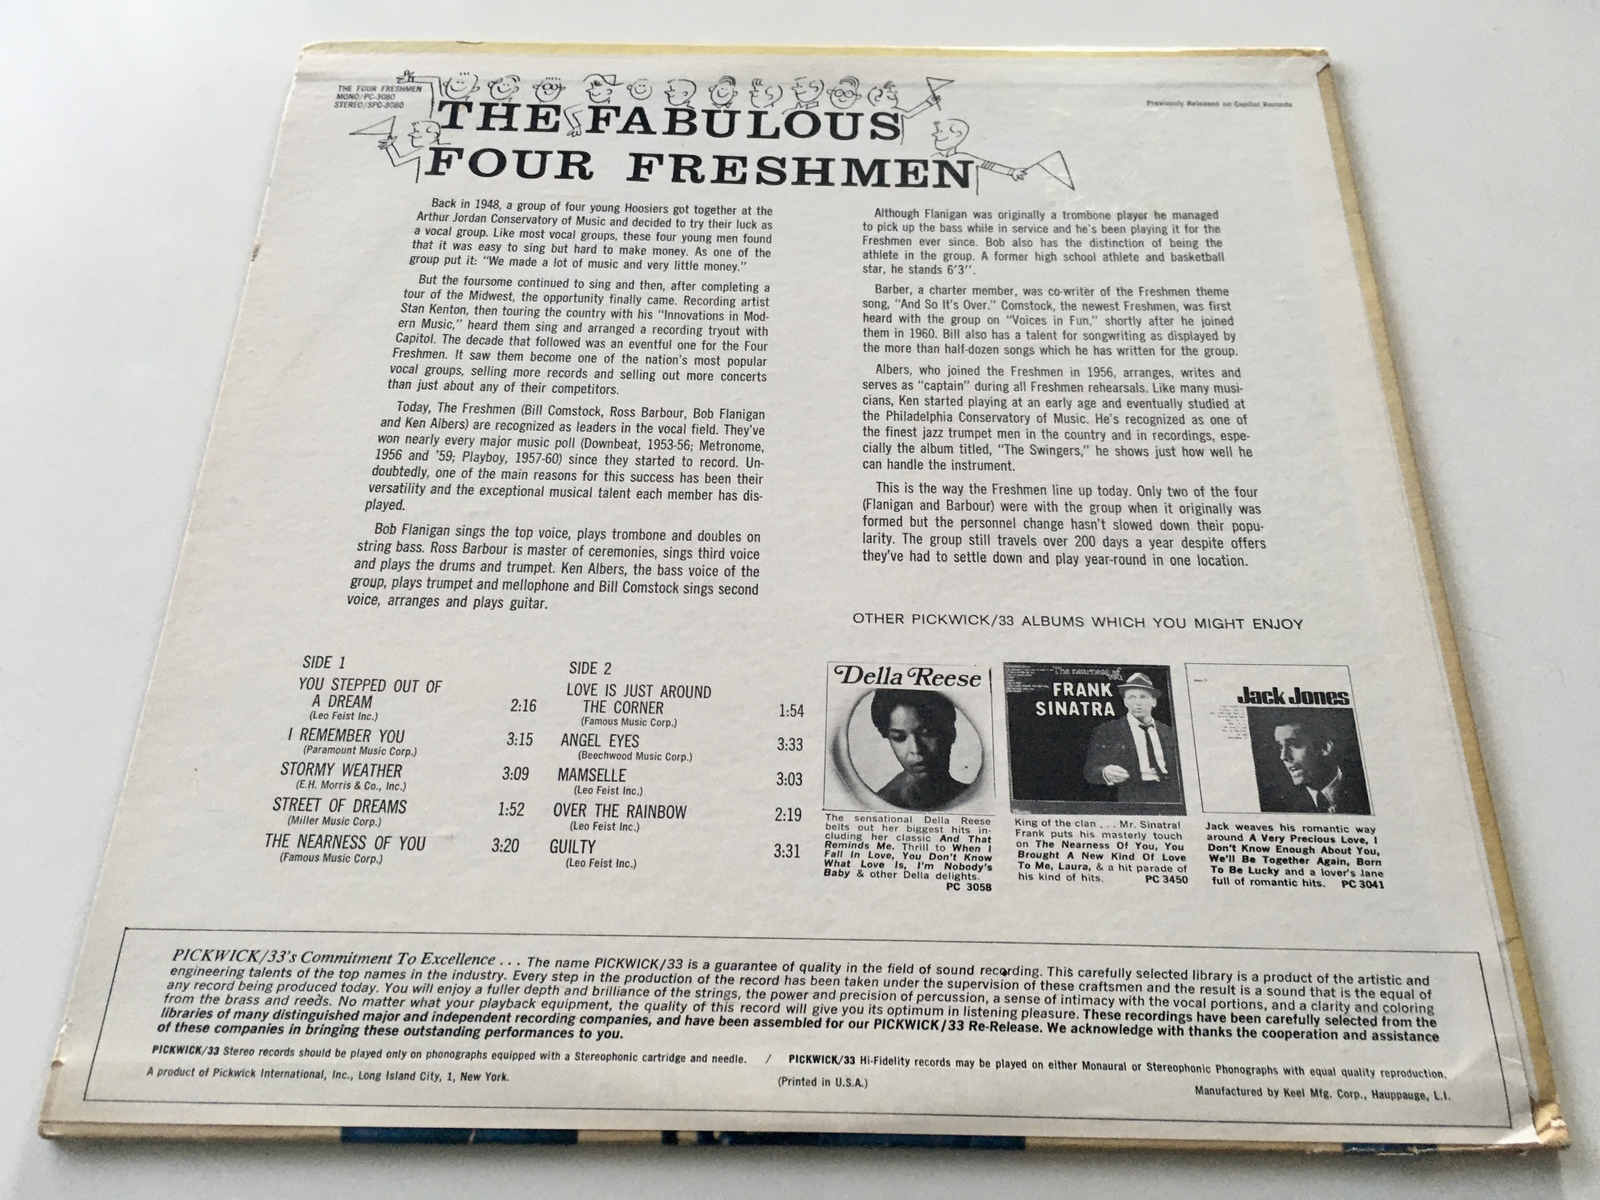 THE FOUR FRESHMEN
MONO/PC-3080
STEREO/SPC-3080
Previously Released on Capitol Records
THE FABULOUS
FOUR FRESHMEN
Back in 1948, a group of four young Hoosiers got together at the
Arthur Jordan Conservatory of Music and decided to try their luck as
a vocal group. Like most vocal groups, these four young men found
that it was easy to sing but hard to make money. As one of the
group put it: "We made a lot of music and very little money."
But the foursome continued to sing and then, after completing a
tour of the Midwest, the opportunity finally came. Recording artist
Stan Kenton, then touring the country with his "Innovations in Mod-
ern Music," heard them sing and arranged a recording tryout with
Capitol. The decade that followed was an eventful one for the Four
Freshmen. It saw them become one of the nation's most popular
vocal groups, selling more records and selling out more concerts
than just about any of their competitors.
Today, The Freshmen (Bill Comstock, Ross Barbour, Bob Flanigan
and Ken Albers) are recognized as leaders in the vocal field. They've
won nearly every major music poll (Downbeat, 1953-56; Metronome,
1956 and '59; Playboy, 1957-60) since they started to record. Un-
doubtedly, one of the main reasons for this success has been their
versatility and the exceptional musical talent each member has dis-
played.
Bob Flanigan sings the top voice, plays trombone and doubles on
string bass. Ross Barbour is master of ceremonies, sings third voice
and plays the drums and trumpet. Ken Albers, the bass voice of the
group, plays trumpet and mellophone and Bill Comstock sings second
voice, arranges and plays guitar.
Although Flanigan was originally a trombone player he managed
to pick up the bass while in service and he's been playing it for the
Freshmen ever since. Bob also has the distinction of being the
athlete in the group. A former high school athlete and basketball
star, he stands 6'3".
Barber, a charter member, was co-writer of the Freshmen theme
song, "And So It's Over." Comstock, the newest Freshmen, was first
heard with the group on "Voices in Fun," shortly after he joined
them in 1960. Bill also has a talent for songwriting as displayed by
the more than half-dozen songs which he has written for the group.
Albers, who joined the Freshmen in 1956, arranges, writes and
serves as "captain" during all Freshmen rehearsals. Like many musi-
cians, Ken started playing at an early age and eventually studied at
the Philadelphia Conservatory of Music. He's recognized as one of
the finest jazz trumpet men in the country and in recordings, espe-
cially the album titled, "The Swingers," he shows just how well he
can handle the instrument.
This is the way the Freshmen line up today. Only two of the four
(Flanigan and Barbour) were with the group when it originally was
formed but the personnel change hasn't slowed down their popu-
larity. The group still travels over 200 days a year despite offers
they've had to settle down and play year-round in one location.
SIDE 1
YOU STEPPED OUT OF
A DREAM 2:16
(Leo Feist Inc.)
I REMEMBER YOU 3:15
(Paramount Music Corp.)
STORMY WEATHER 3:09
(E.H. Morris & Co., Inc.)
STREET OF DREAMS 1:52
(Miller Music Corp.)
THE NEARNESS OF YOU 3:20
(Famous Music Corp.)
SIDE 2
LOVE IS JUST AROUND
THE CORNER 1:54
(Famous Music Corp.)
ANGEL EYES 3:33
(Beechwood Music Corp.)
MAMSELLE 3:03
(Leo Feist Inc.)
OVER THE RAINBOW 2:19
(Leo Feist Inc.)
GUILTY 3:31
(Leo Feist Inc.)
OTHER PICKWICK/33 ALBUMS WHICH YOU MIGHT ENJOY
Della Reese
The sensational Della Reese
belts out her biggest hits in-
cluding her classic And That
Reminds Me. Thrill to When I
Fall In Love, You Don't Know
What Love Is, I'm Nobody's
Baby & other Della delights.
PC 3058
The nearness of
FRANK
SINATRA
King of the clan . . . Mr. Sinatra!
Frank puts his masterly touch
on The Nearness Of You, You
Brought A New Kind Of Love
To Me, Laura, & a hit parade of
his kind of hits. PC 3450
Jack Jones
Jack weaves his romantic way
around A Very Precious Love, I
Don't Know Enough About You,
We'll Be Together Again, Born
To Be Lucky and a lover's lane
full of romantic hits. PC 3041
PICKWICK/33's Commitment To Excellence . . . The name PICKWICK/33 is a guarantee of quality in the field of sound recording. This carefully selected library is a product of the artistic and
engineering talents of the top names in the industry. Every step in the production of the record has been taken under the supervision of these craftsmen and the result is a sound that is the equal of
any record being produced today. You will enjoy a fuller depth and brilliance of the strings, the power and precision of percussion, a sense of intimacy with the vocal portions, and a clarity and coloring
from the brass and reeds. No matter what your playback equipment, the quality of this record will give you its optimum in listening pleasure. These recordings have been carefully selected from the
libraries of many distinguished major and independent recording companies, and have been assembled for our PICKWICK/33 Re-Release. We acknowledge with thanks the cooperation and assistance
of these companies in bringing these outstanding performances to you.
PICKWICK/33 Stereo records should be played only on phonographs equipped with a Stereophonic cartridge and needle. / PICKWICK/33 Hi-Fidelity records may be played on either Monaural or Stereophonic Phonographs with equal quality reproduction.
A product of Pickwick International, Inc., Long Island City, 1, New York. (Printed in U.S.A.) Manufactured by Keel Mfg. Corp., Hauppauge, L.I.